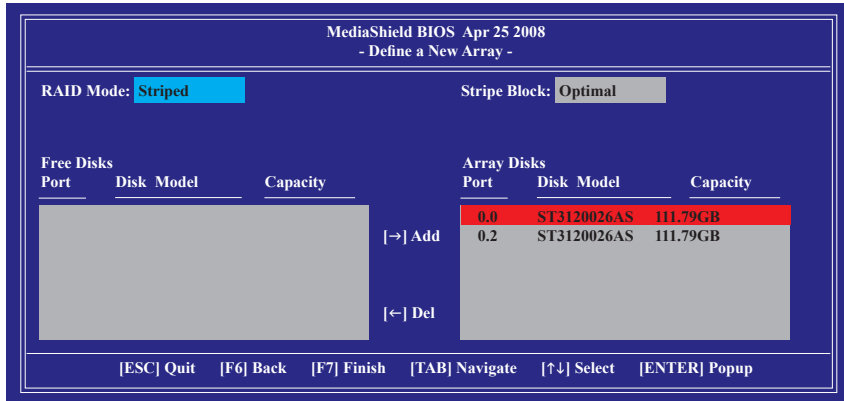 MediaShield BIOS Apr 25 2008
- Define a New Array -
RAID Mode: Striped
Stripe Block: Optimal
Free Disks
Port Disk Model Capacity
[→] Add
[←] Del
Array Disks
Port Disk Model Capacity
0.0 ST3120026AS 111.79GB
0.2 ST3120026AS 111.79GB
[ESC] Quit [F6] Back [F7] Finish [TAB] Navigate [↑↓] Select [ENTER] Popup